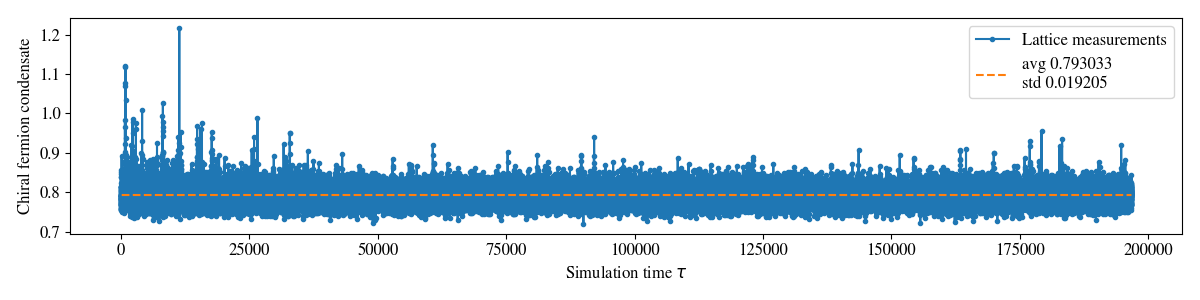 1.2
1.1
1.0
0.9
0.8
0.7
Chiral fermion condensate
Lattice measurements
avg 0.793033
std 0.019205
0 25000 50000 75000 100000 125000 150000 175000 200000
Simulation time τ